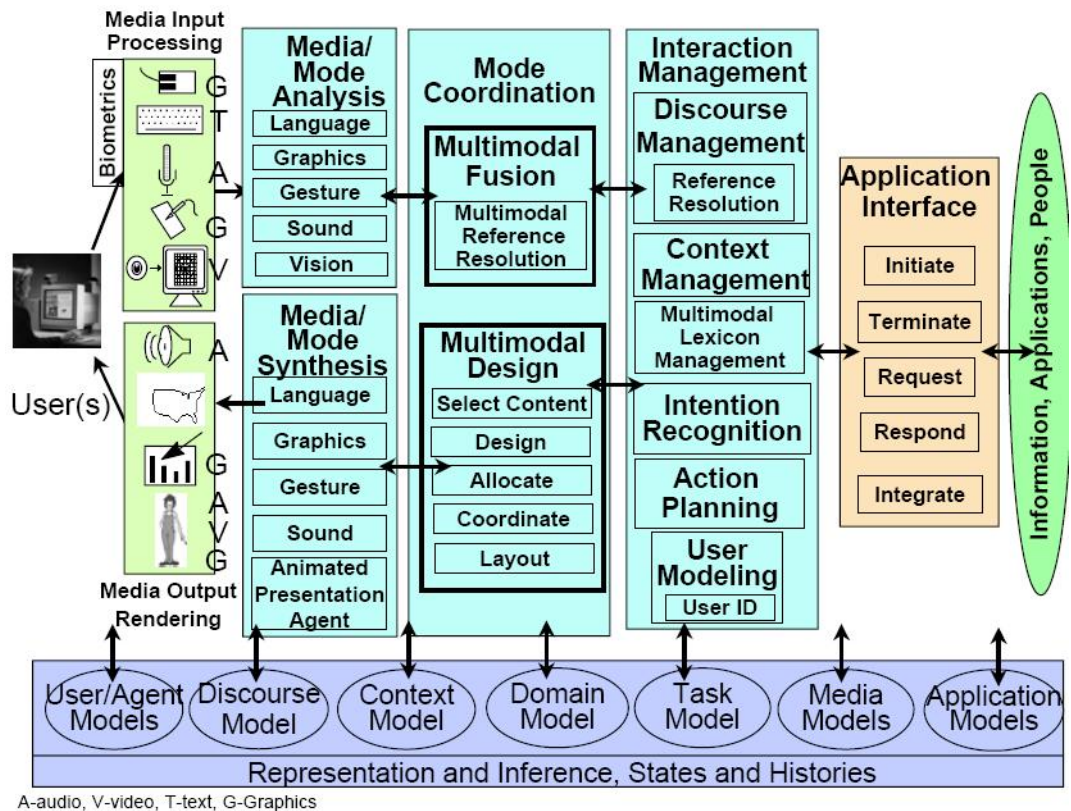 Media Input
Processing
Biometrics
G
T
A
G
V
User(s)
A
G
A
V
G
Media Output
Rendering
Media/
Mode
Analysis
Language
Graphics
Gesture
Sound
Vision
Media/
Mode
Synthesis
Language
Graphics
Gesture
Sound
Animated
Presentation
Agent
Mode
Coordination
Multimodal
Fusion
Multimodal
Reference
Resolution
Multimodal
Design
Select Content
Design
Allocate
Coordinate
Layout
Interaction
Management
Discourse
Management
Reference
Resolution
Context
Management
Multimodal
Lexicon
Management
Intention
Recognition
Action
Planning
User
Modeling
User ID
Application
Interface
Initiate
Terminate
Request
Respond
Integrate
Information, Applications, People
User/Agent
Models
Discourse
Model
Context
Model
Domain
Model
Task
Model
Media
Models
Application
Models
Representation and Inference, States and Histories
A-audio, V-video, T-text, G-Graphics